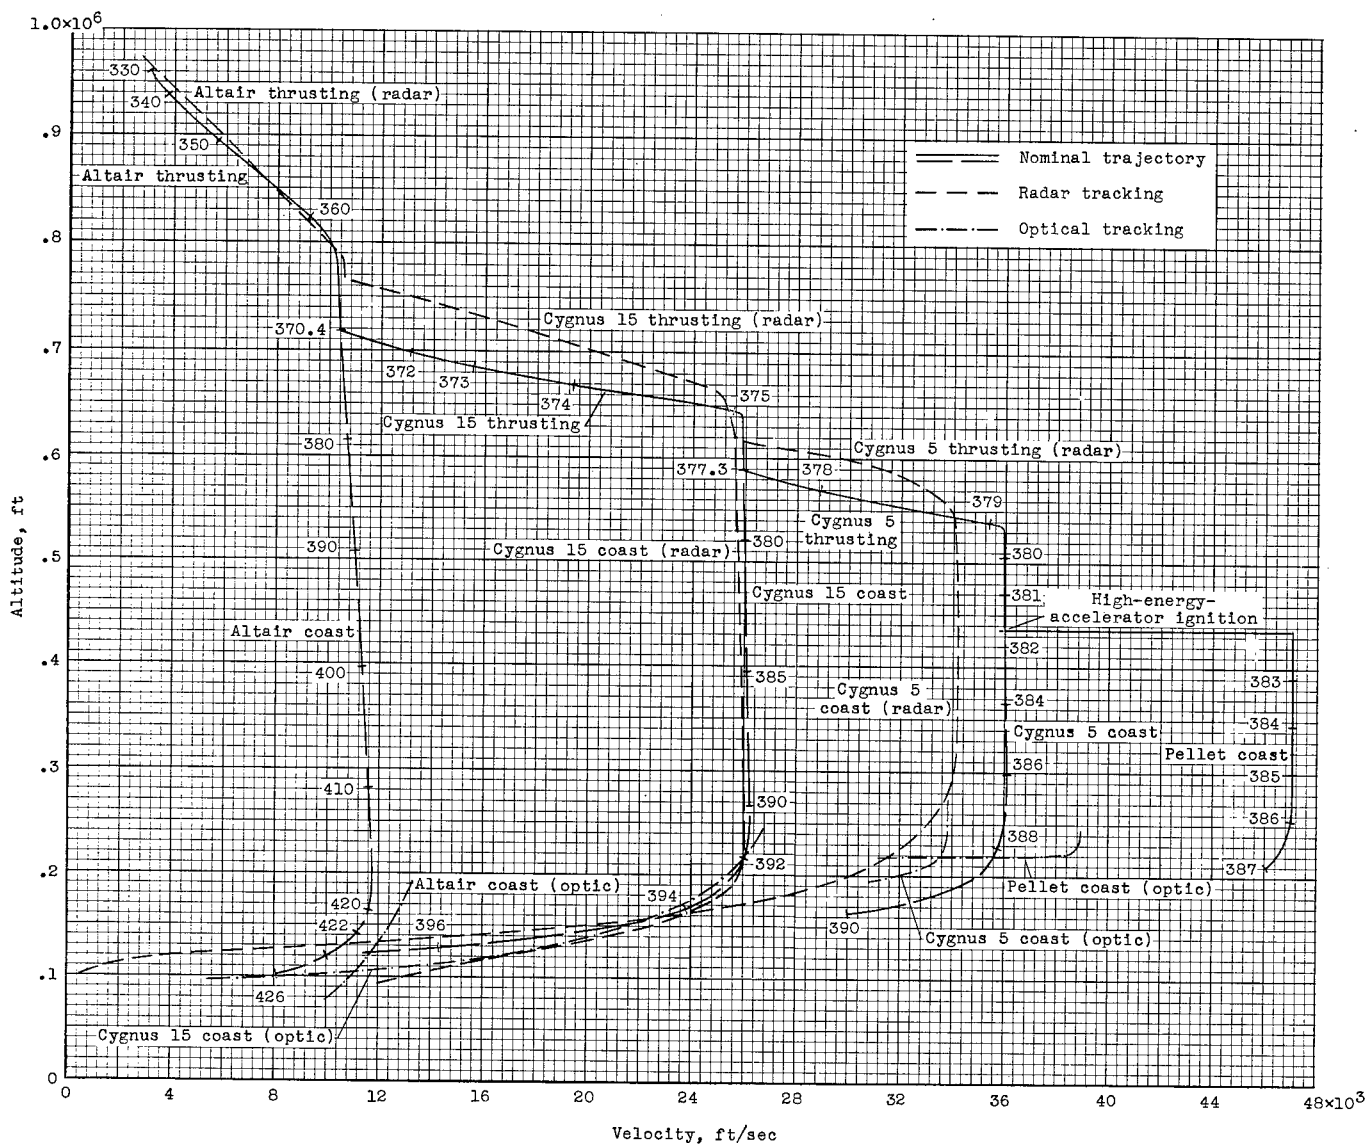 1.0×10⁶
330
Altair thrusting (radar)
340
.9
350
Altair thrusting
Nominal trajectory
Radar tracking
Optical tracking
360
.8
370.4
Cygnus 15 thrusting (radar)
.7
372
373
374
375
Cygnus 15 thrusting
380
.6
377.3
Cygnus 5 thrusting (radar)
378
379
Cygnus 5
thrusting
390
.5
Cygnus 15 coast (radar)
380
380
Cygnus 15 coast
381
High-energy-
accelerator ignition
Altitude, ft
Altair coast
382
.4
400
385
383
Cygnus 5
coast (radar)
384
384
Cygnus 5 coast
Pellet coast
.3
410
386
385
390
386
388
.2
392
387
Altair coast (optic)
Pellet coast (optic)
394
420
422
396
390
Cygnus 5 coast (optic)
.1
426
Cygnus 15 coast (optic)
0
0
4
8
12
16
20
24
28
32
36
40
44
48×10³
Velocity, ft/sec